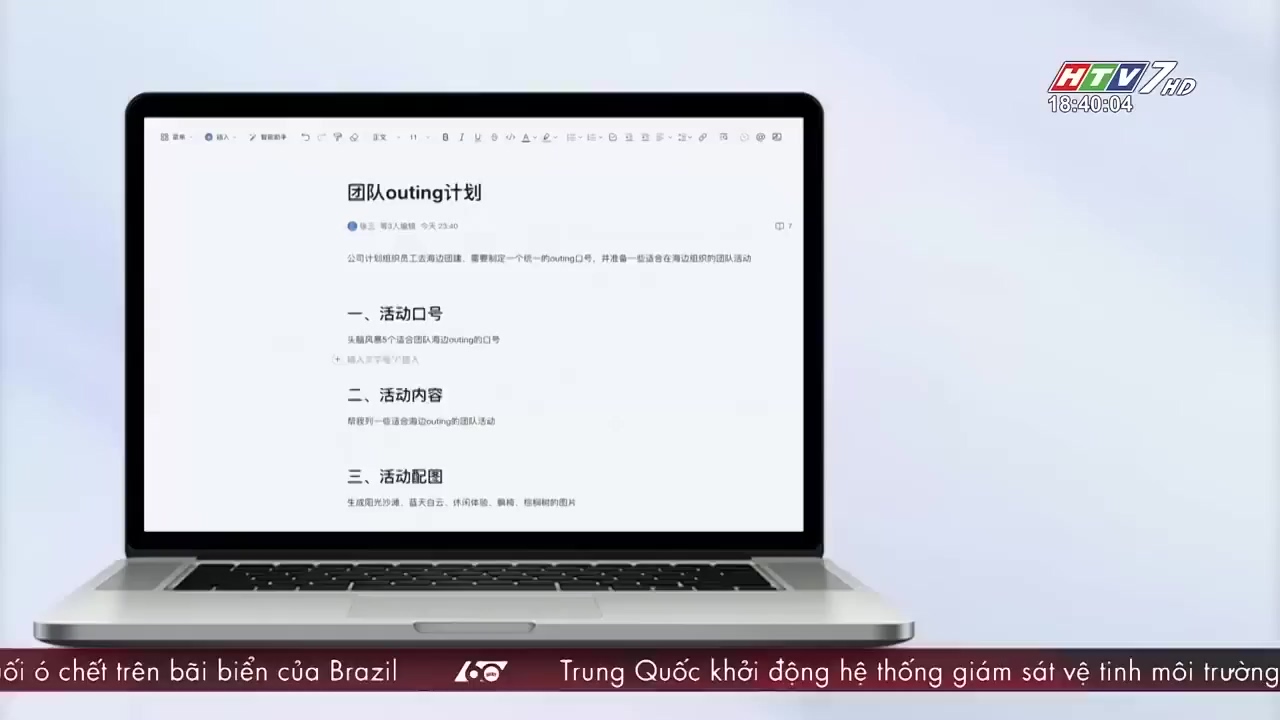 HTV7HD
18:40:04
菜单 插入 智能助手 正文 11 B I U S A
团队outing计划
张三 等3人编辑 今天 23:40 7
公司计划组织员工去海边团建，需要制定一个统一的outing口号，并准备一些适合在海边组织的团队活动
一、活动口号
头脑风暴5个适合团队海边outing的口号
二、活动内容
帮我列一些适合海边outing的团队活动
三、活动配图
生成阳光沙滩、蓝天白云、休闲体验、躺椅、棕榈树的图片
ối ó chết trên bãi biển của Brazil 60 giây Trung Quốc khởi động hệ thống giám sát vệ tinh môi trường